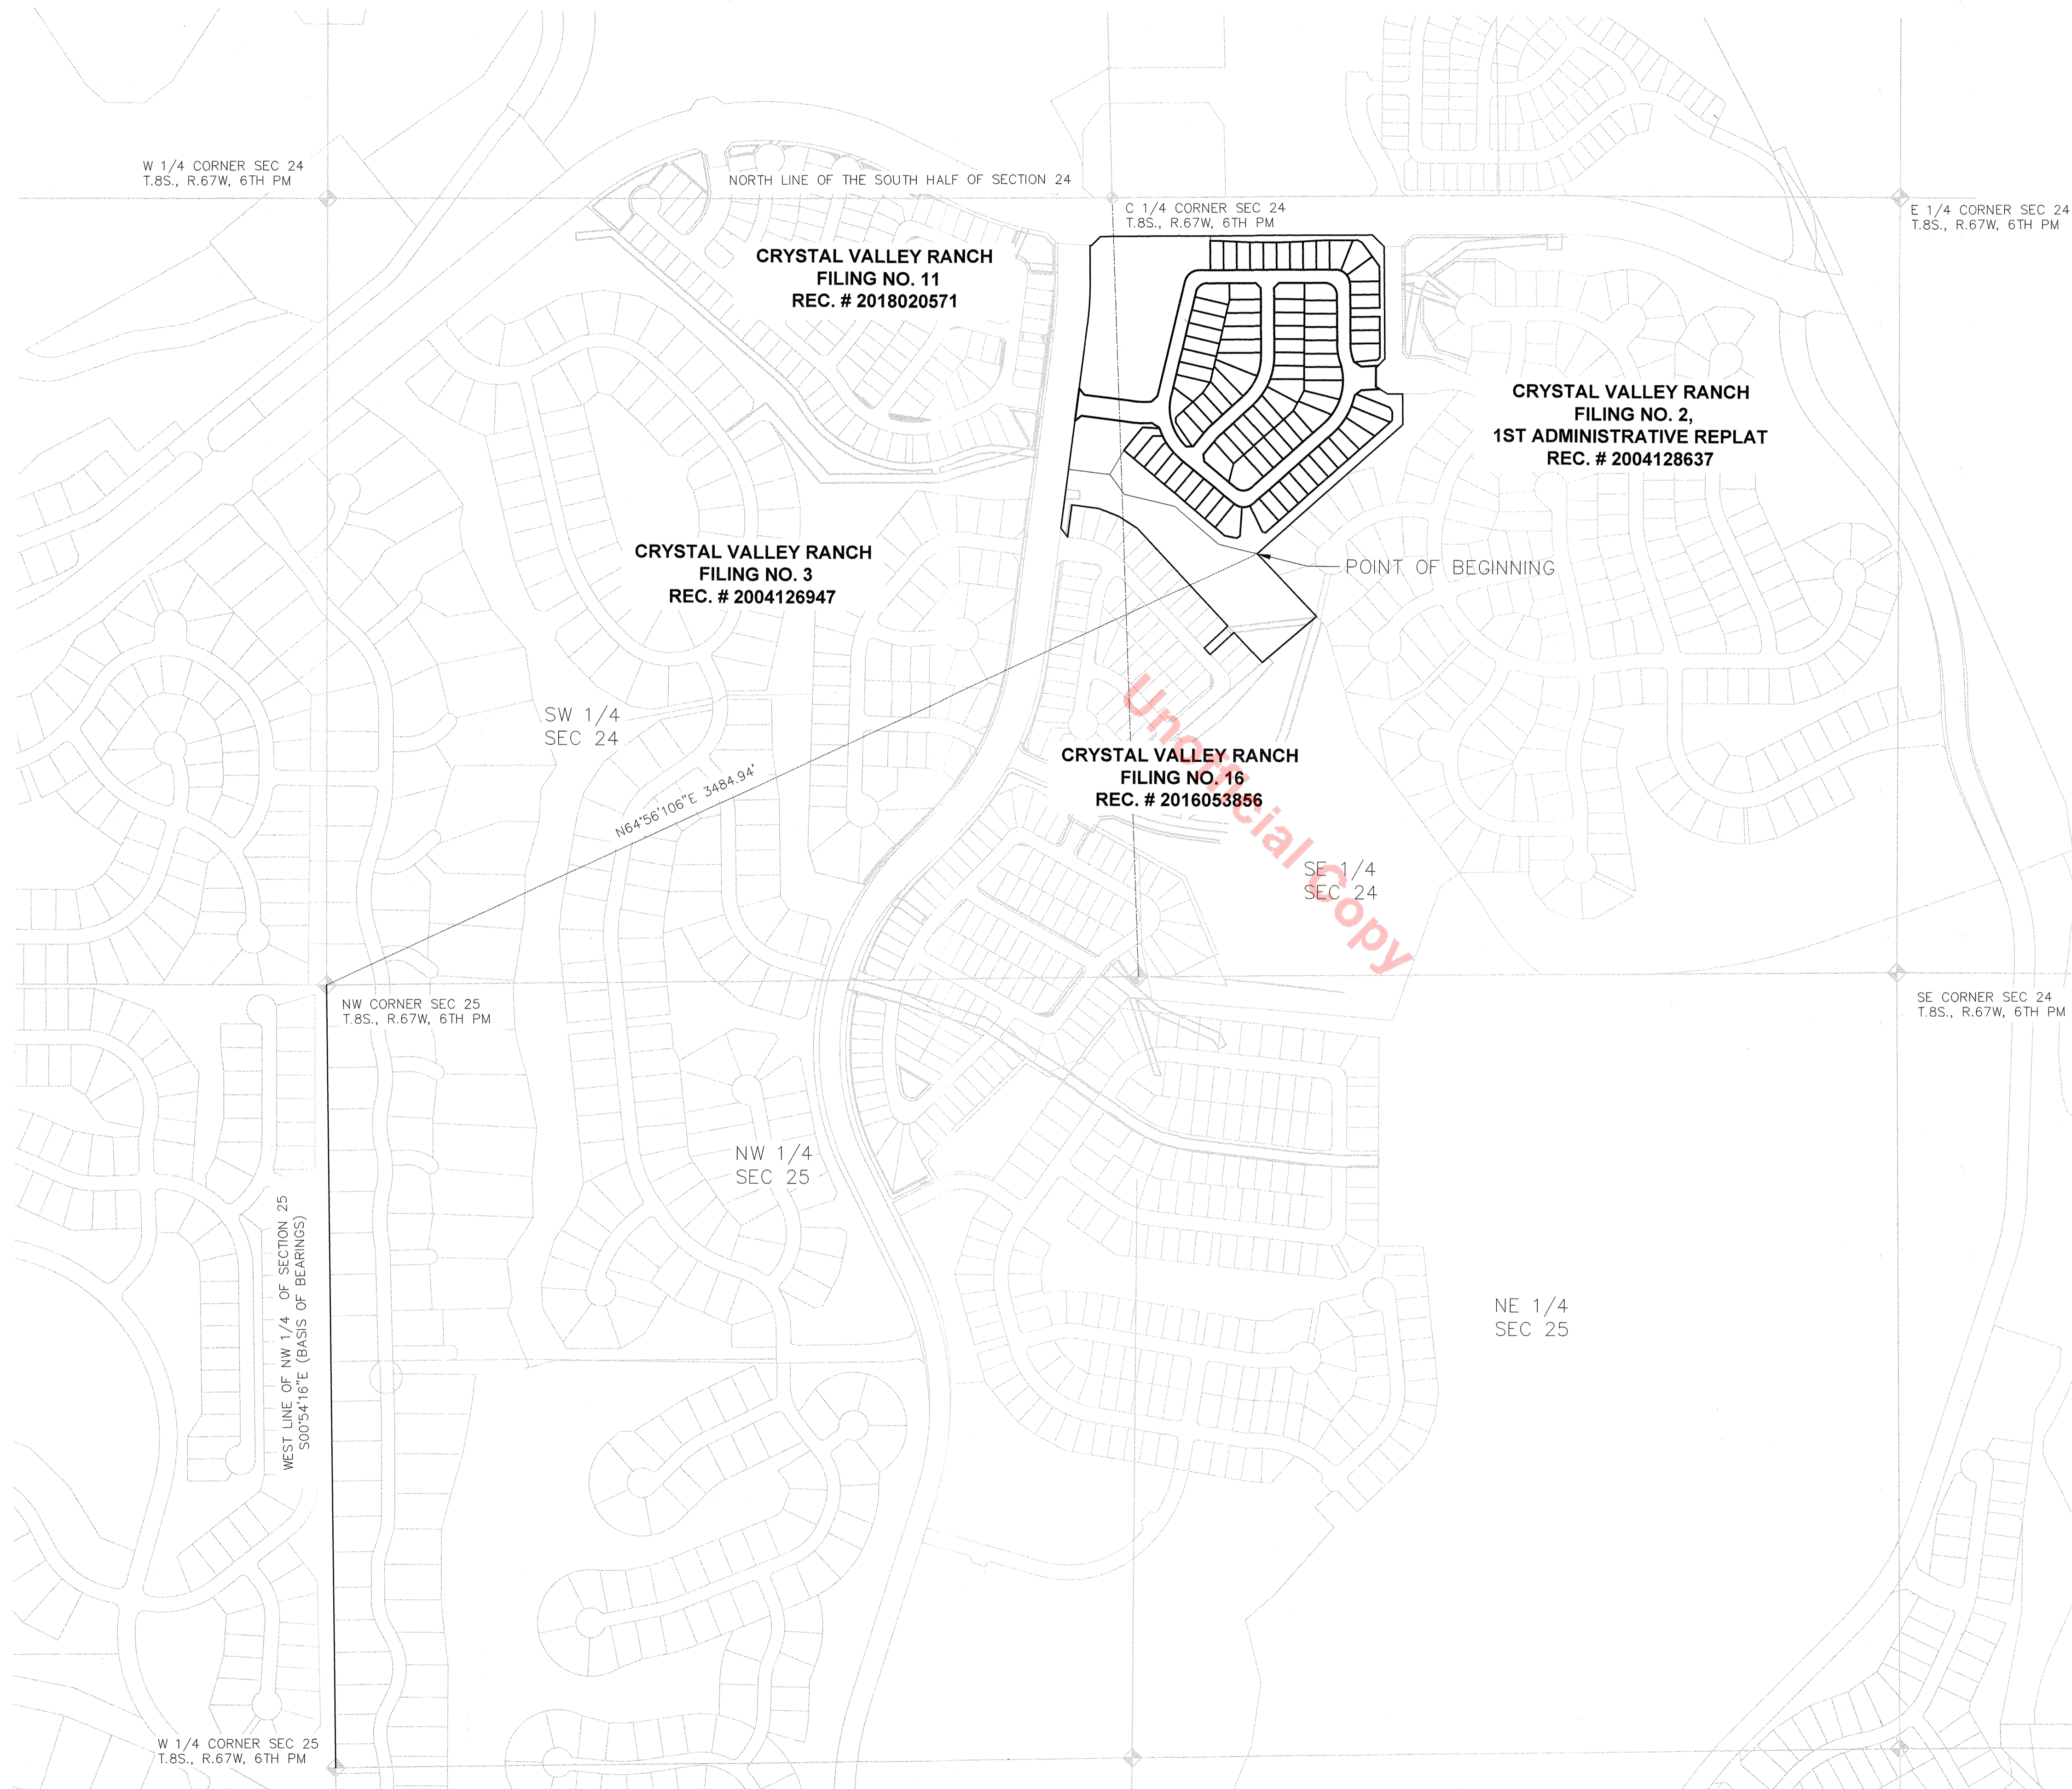 W 1/4 CORNER SEC 24
T.8S., R.67W, 6TH PM
NORTH LINE OF THE SOUTH HALF OF SECTION 24
C 1/4 CORNER SEC 24
T.8S., R.67W, 6TH PM
E 1/4 CORNER SEC 24
T.8S., R.67W, 6TH PM
CRYSTAL VALLEY RANCH
FILING NO. 11
REC. # 2018020571
CRYSTAL VALLEY RANCH
FILING NO. 2,
1ST ADMINISTRATIVE REPLAT
REC. # 2004128637
CRYSTAL VALLEY RANCH
FILING NO. 3
REC. # 2004126947
POINT OF BEGINNING
SW 1/4
SEC 24
N64°56'106"E 3484.94'
CRYSTAL VALLEY RANCH
FILING NO. 16
REC. # 2016053856
Unofficial Copy
SE 1/4
SEC 24
NW CORNER SEC 25
T.8S., R.67W, 6TH PM
SE CORNER SEC 24
T.8S., R.67W, 6TH PM
NW 1/4
SEC 25
WEST LINE OF NW 1/4 OF SECTION 25
S00°54'16"E (BASIS OF BEARINGS)
NE 1/4
SEC 25
W 1/4 CORNER SEC 25
T.8S., R.67W, 6TH PM